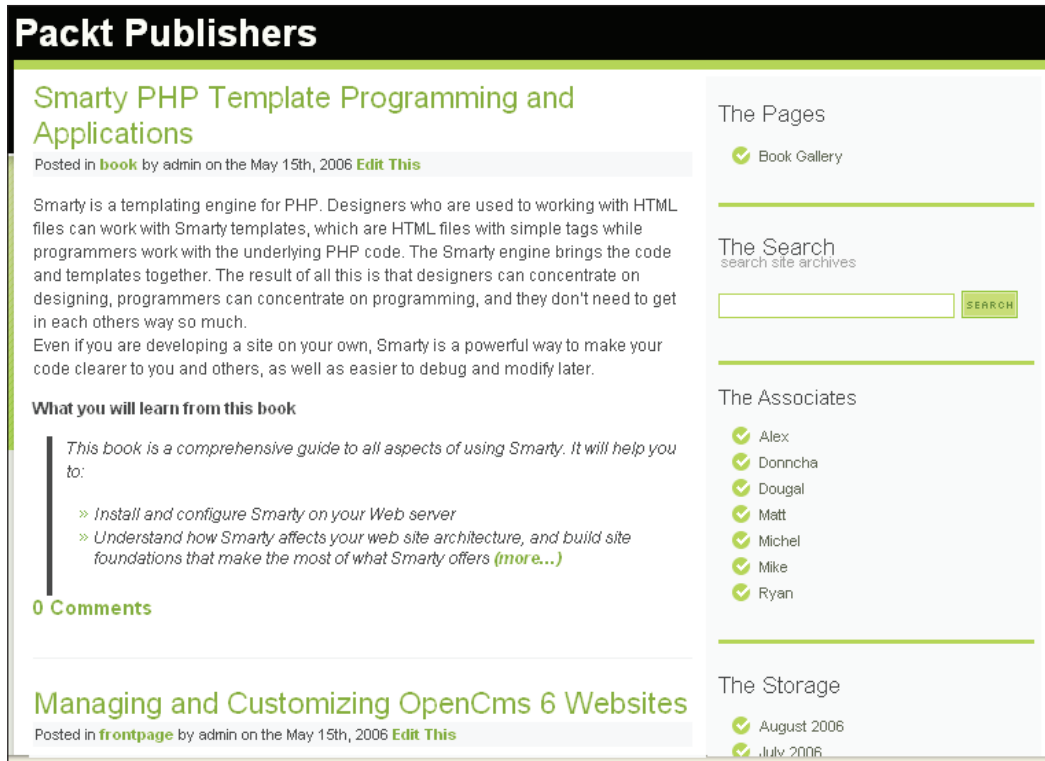 Packt Publishers
Smarty PHP Template Programming and
Applications
Posted in book by admin on the May 15th, 2006 Edit This
Smarty is a templating engine for PHP. Designers who are used to working with HTML
files can work with Smarty templates, which are HTML files with simple tags while
programmers work with the underlying PHP code. The Smarty engine brings the code
and templates together. The result of all this is that designers can concentrate on
designing, programmers can concentrate on programming, and they don't need to get
in each others way so much.
Even if you are developing a site on your own, Smarty is a powerful way to make your
code clearer to you and others, as well as easier to debug and modify later.
What you will learn from this book
This book is a comprehensive guide to all aspects of using Smarty. It will help you
to:
» Install and configure Smarty on your Web server
» Understand how Smarty affects your web site architecture, and build site
foundations that make the most of what Smarty offers (more...)
0 Comments
Managing and Customizing OpenCms 6 Websites
Posted in frontpage by admin on the May 15th, 2006 Edit This
The Pages
Book Gallery
The Search
search site archives
SEARCH
The Associates
Alex
Donncha
Dougal
Matt
Michel
Mike
Ryan
The Storage
August 2006
July 2006